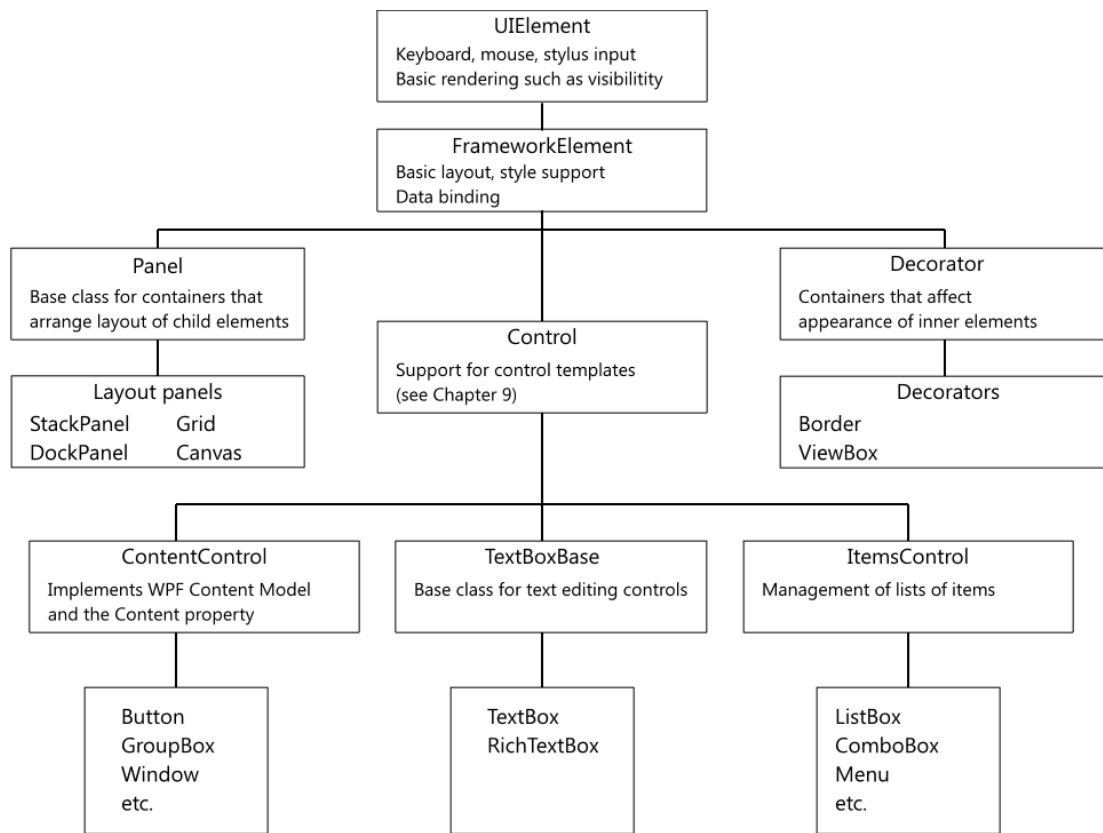 UIElement
Keyboard, mouse, stylus input
Basic rendering such as visibilitity
FrameworkElement
Basic layout, style support
Data binding
Panel
Base class for containers that
arrange layout of child elements
Decorator
Containers that affect
appearance of inner elements
Control
Support for control templates
(see Chapter 9)
Layout panels
StackPanel Grid
DockPanel Canvas
Decorators
Border
ViewBox
ContentControl
Implements WPF Content Model
and the Content property
TextBoxBase
Base class for text editing controls
ItemsControl
Management of lists of items
Button
GroupBox
Window
etc.
TextBox
RichTextBox
ListBox
ComboBox
Menu
etc.